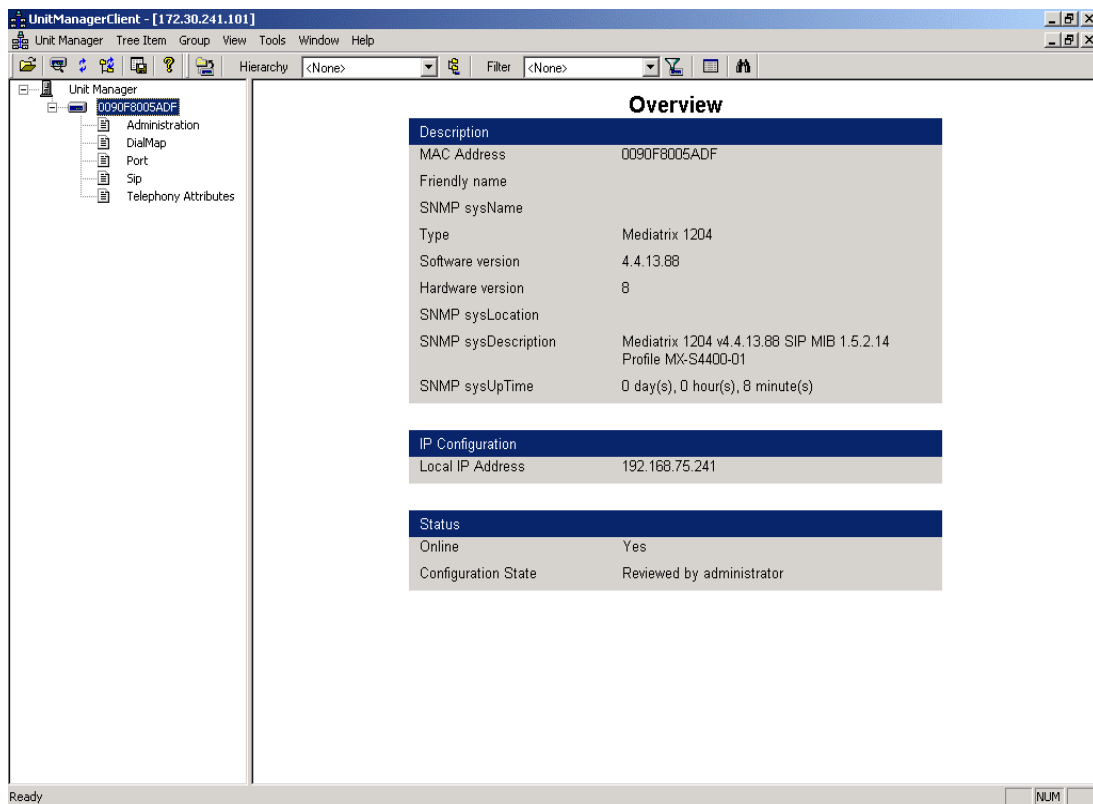 UnitManagerClient - [172.30.241.101]
Unit Manager Tree Item Group View Tools Window Help
Hierarchy <None> Filter <None>
Unit Manager
0090F8005ADF
Administration
DialMap
Port
Sip
Telephony Attributes
Overview
Description
MAC Address 0090F8005ADF
Friendly name
SNMP sysName
Type Mediatrix 1204
Software version 4.4.13.88
Hardware version 8
SNMP sysLocation
SNMP sysDescription Mediatrix 1204 v4.4.13.88 SIP MIB 1.5.2.14
Profile MX-S4400-01
SNMP sysUpTime 0 day(s), 0 hour(s), 8 minute(s)
IP Configuration
Local IP Address 192.168.75.241
Status
Online Yes
Configuration State Reviewed by administrator
Ready NUM